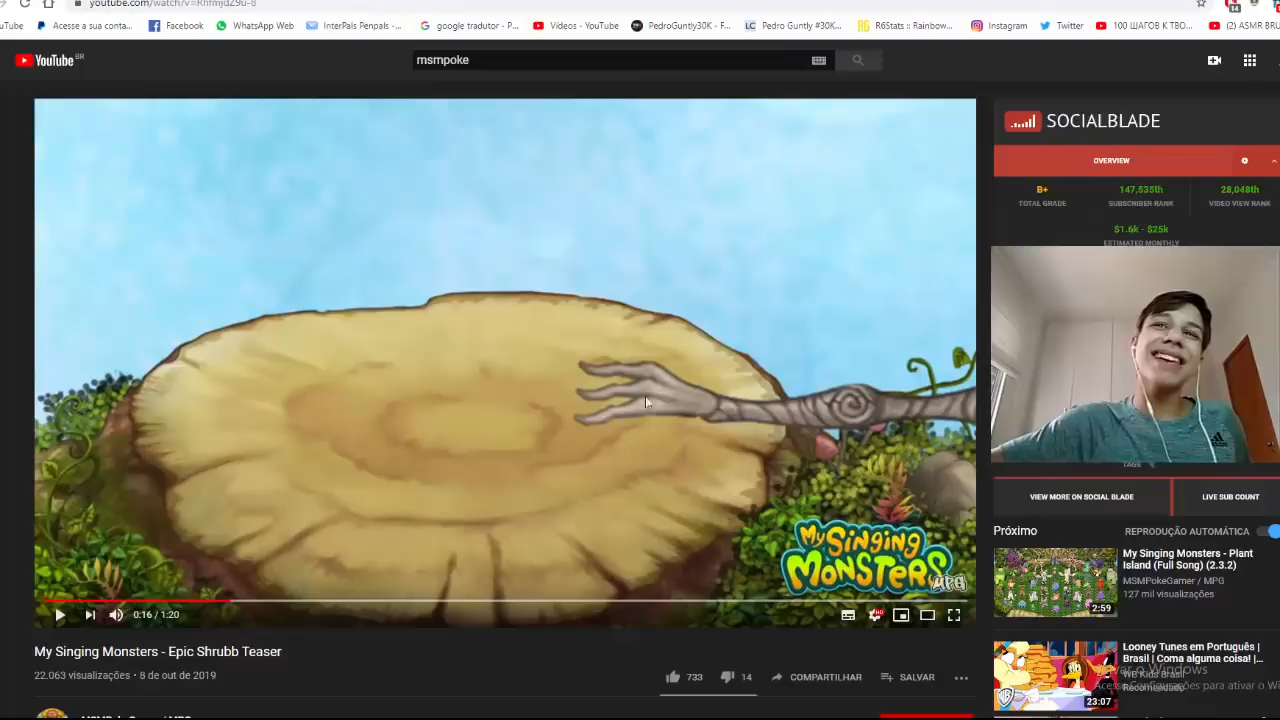 youtube.com/watch?v=RhfmjdZ9u-8
Tube
Acesse a sua conta...
Facebook
WhatsApp Web
InterPals Penpals -...
google tradutor - P...
Vídeos - YouTube
PedroGuntly30K - F...
Pedro Guntly #30K...
R6Stats :: Rainbow...
Instagram
Twitter
100 ШАГОВ К ТВО...
(2) ASMR BRU
14
YouTube BR
msmpoke
SOCIALBLADE
OVERVIEW
B+
147,535th
28,048th
TOTAL GRADE
SUBSCRIBER RANK
VIDEO VIEW RANK
$1.6k - $25k
ESTIMATED MONTHLY
TAGS
VIEW MORE ON SOCIAL BLADE
LIVE SUB COUNT
Próximo
REPRODUÇÃO AUTOMÁTICA
My Singing Monsters MPG
0:16 / 1:20
HD
My Singing Monsters - Plant
Island (Full Song) (2.3.2)
MSMPokeGamer / MPG
127 mil visualizações
2:59
My Singing Monsters - Epic Shrubb Teaser
22.063 visualizações • 8 de out de 2019
733
14
COMPARTILHAR
SALVAR
Looney Tunes em Português |
Brasil | Coma alguma coisa! |...
WB Kids Brasil
Recomendado
23:07